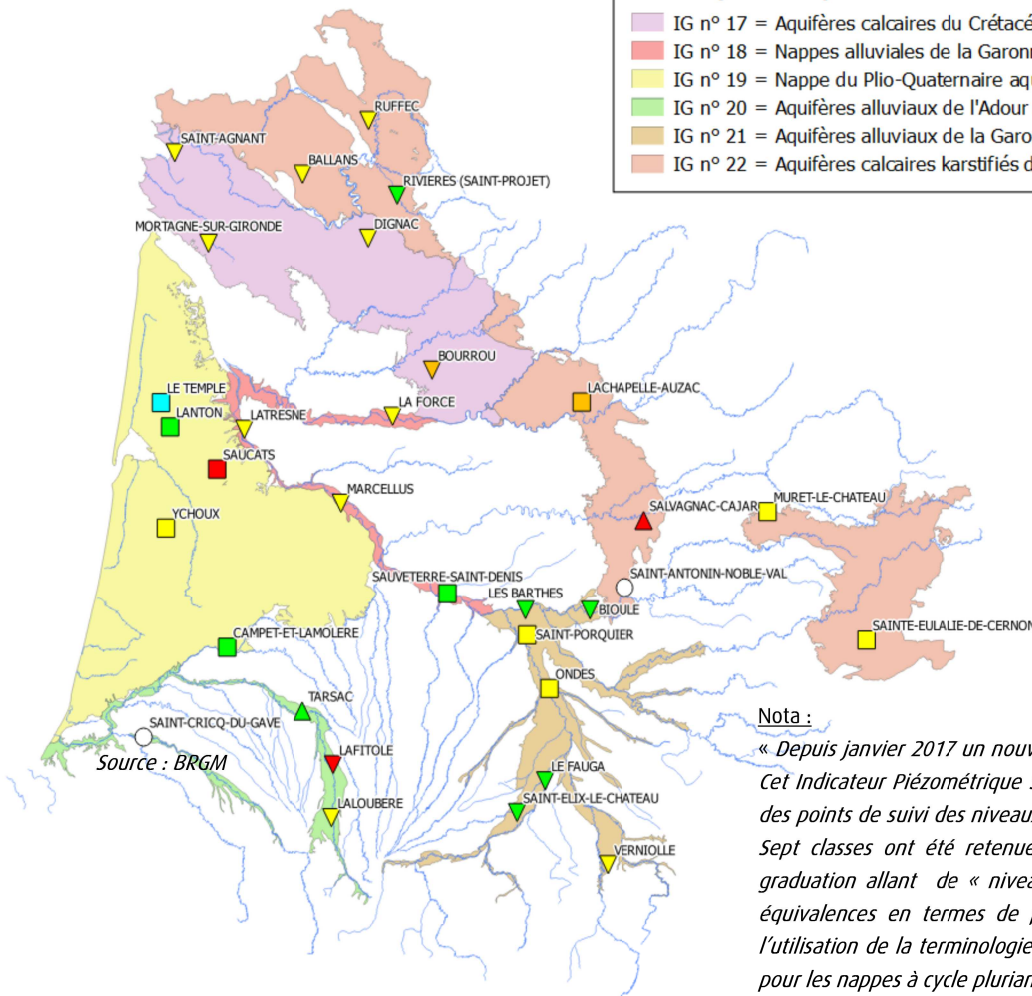 IG n° 17 = Aquifères calcaires du Crétacé
IG n° 18 = Nappes alluviales de la Garon
IG n° 19 = Nappe du Plio-Quaternaire aq
IG n° 20 = Aquifères alluviaux de l'Adour
IG n° 21 = Aquifères alluviaux de la Garo
IG n° 22 = Aquifères calcaires karstifiés d
RUFFEC
SAINT-AGNANT
BALLANS
RIVIERES (SAINT-PROJET)
MORTAGNE-SUR-GIRONDE
DIGNAC
BOURROU
LE TEMPLE
LACHAPELLE-AUZAC
LA FORCE
LANTON
LATRESNE
SAUCATS
MARCELLUS
MURET-LE-CHATEAU
SALVAGNAC-CAJAR
YCHOUX
SAUVETERRE-SAINT-DENIS
SAINT-ANTONIN-NOBLE-VAL
LES BARTHES
BIOULE
SAINTE-EULALIE-DE-CERNON
CAMPET-ET-LAMOLERE
SAINT-PORQUIER
ONDES
TARSAC
SAINT-CRICQ-DU-GAVE
LAFITOLE
Source : BRGM
LE FAUGA
LALOUBERE
SAINT-ELIX-LE-CHATEAU
VERNIOLLE
Nota :
« Depuis janvier 2017 un nouv
Cet Indicateur Piézométrique
des points de suivi des niveaux
Sept classes ont été retenue
graduation allant de « nivea
équivalences en termes de
l'utilisation de la terminologie
pour les nappes à cycle plurian